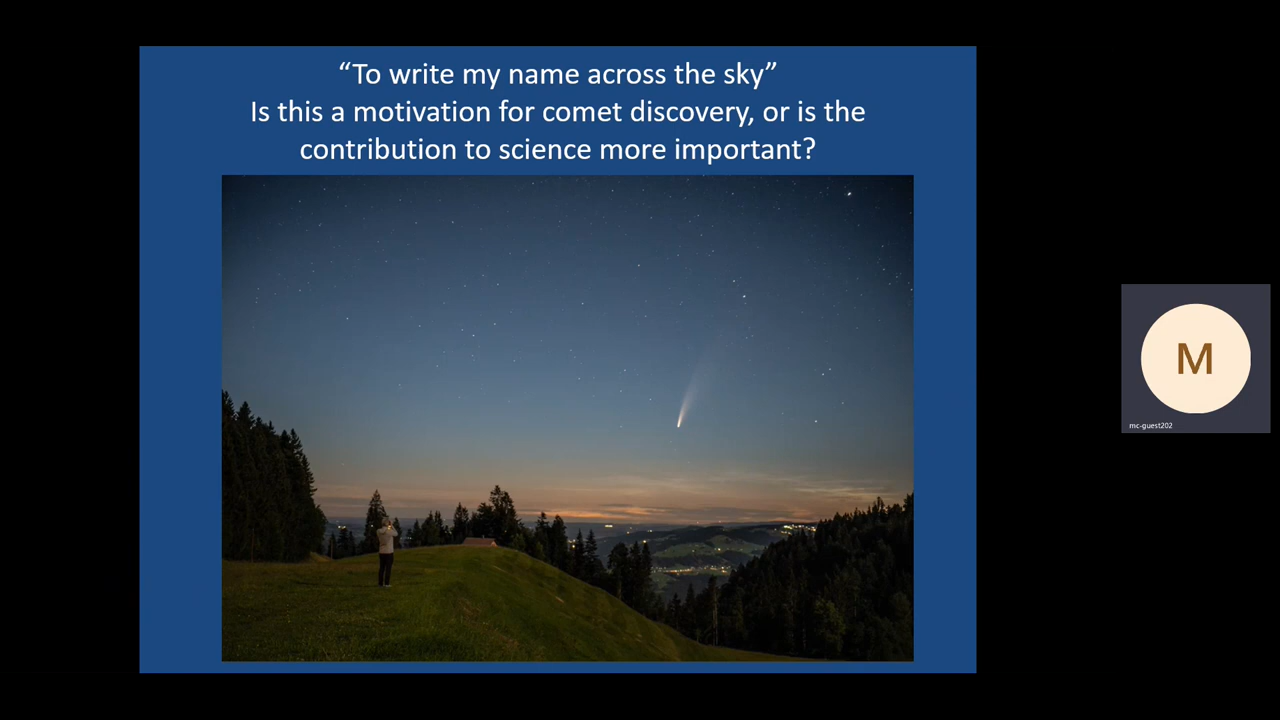 “To write my name across the sky”
Is this a motivation for comet discovery, or is the
contribution to science more important?
M
mc-guest202